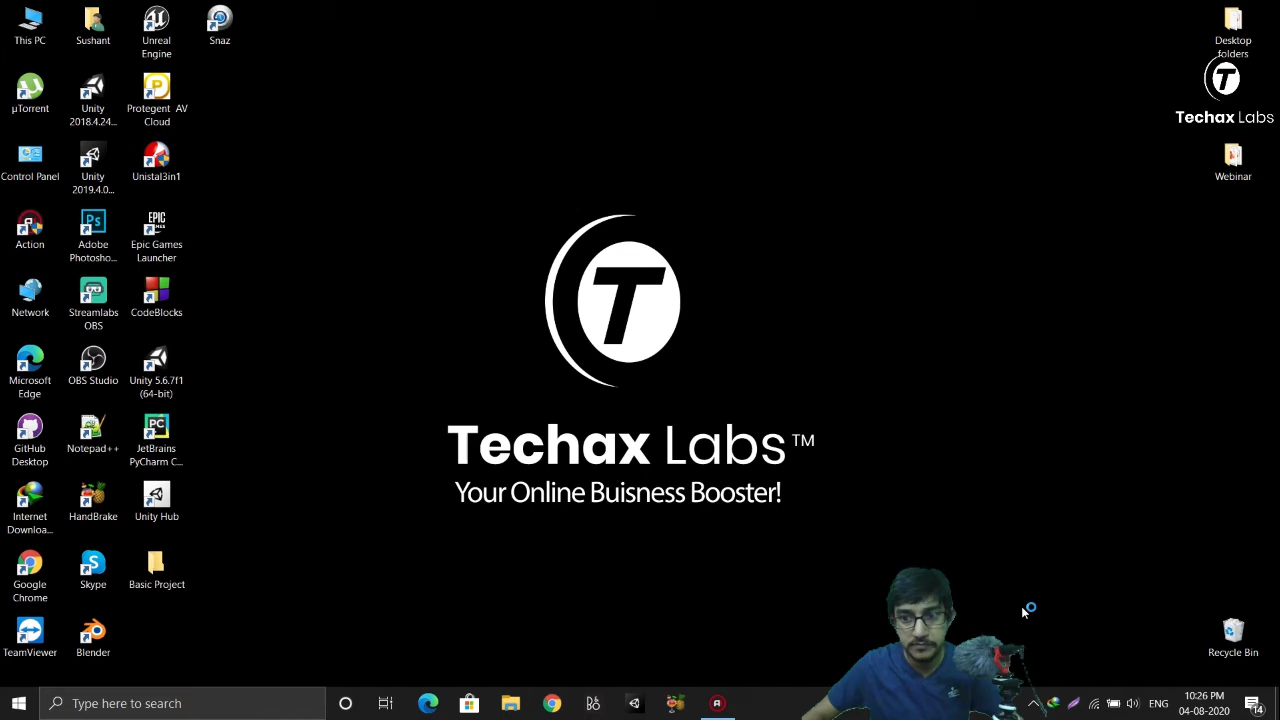 This PC
Sushant
Unreal
Engine
Snaz
Desktop
folders
µTorrent
Unity
2018.4.24...
Protegent AV
Cloud
T
Techax Labs
Control Panel
Unity
2019.4.0...
Unistal3in1
Webinar
Action
Adobe
Photosho...
EPIC
GAMES
Epic Games
Launcher
Network
Streamlabs
OBS
CodeBlocks
T
Microsoft
Edge
OBS Studio
Unity 5.6.7f1
(64-bit)
GitHub
Desktop
Notepad++
PC
JetBrains
PyCharm C...
Techax Labs™
Your Online Buisness Booster!
Internet
Downloa...
HandBrake
Unity Hub
Google
Chrome
Skype
Basic Project
TeamViewer
Blender
Recycle Bin
Type here to search
ENG
10:26 PM
04-08-2020